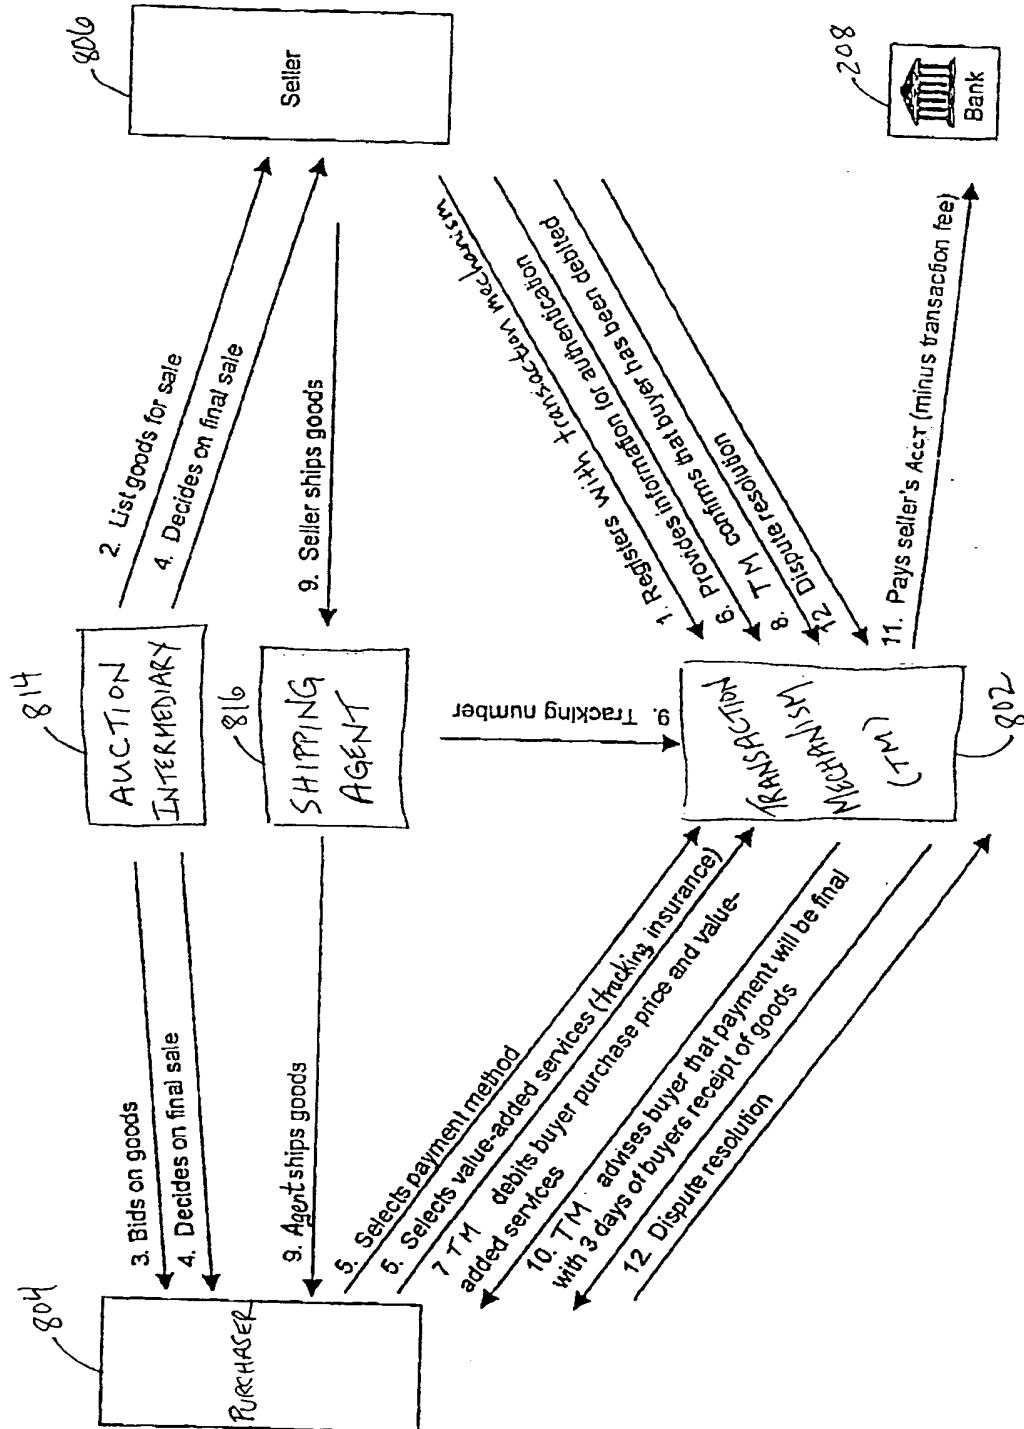 804
PURCHASER
3. Bids on goods
4. Decides on final sale
814
AUCTION
INTERMEDIARY
2. List goods for sale
4. Decides on final sale
806
Seller
9. Agent ships goods
816
SHIPPING
AGENT
9. Seller ships goods
9. Tracking number
5. Selects payment method
5. Selects value-added services (tracking, insurance)
7 TM debits buyer purchase price and value-
added services
10. TM advises buyer that payment will be final
with 3 days of buyers receipt of goods
12. Dispute resolution
TRANSACTION
MECHANISM
(TM)
802
1. Registers with transaction mechanism
6. Provides information for authentication
8. TM confirms that buyer has been debited
12. Dispute resolution
11. Pays seller's Acct (minus transaction fee)
208
Bank